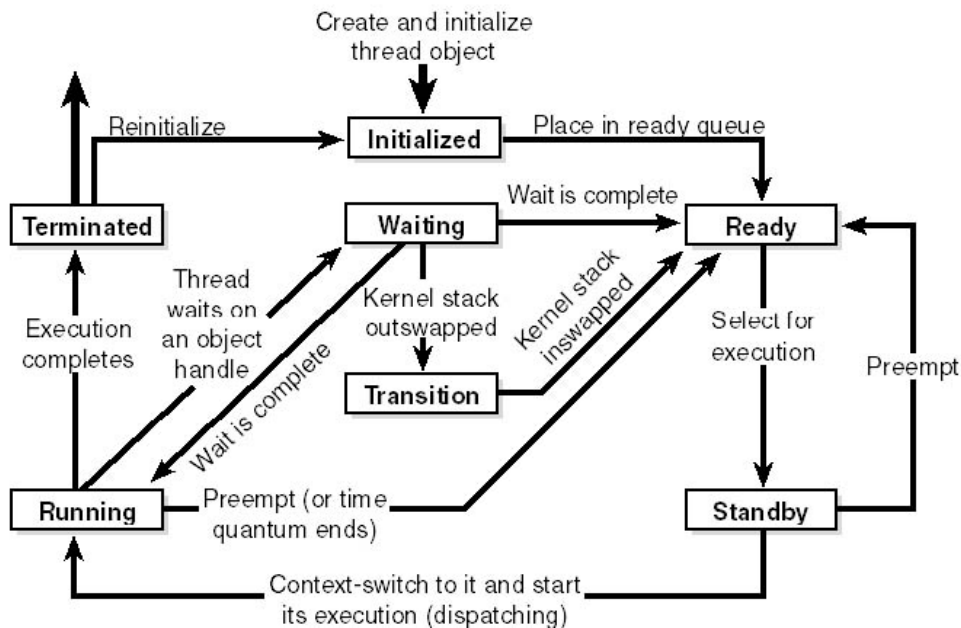 Create and initialize
thread object
Reinitialize
Initialized
Place in ready queue
Terminated
Waiting
Wait is complete
Ready
Thread
waits on
an object
handle
Kernel stack
outswapped
Kernel stack
inswapped
Execution
completes
Select for
execution
Preempt
Wait is complete
Transition
Running
Preempt (or time
quantum ends)
Standby
Context-switch to it and start
its execution (dispatching)